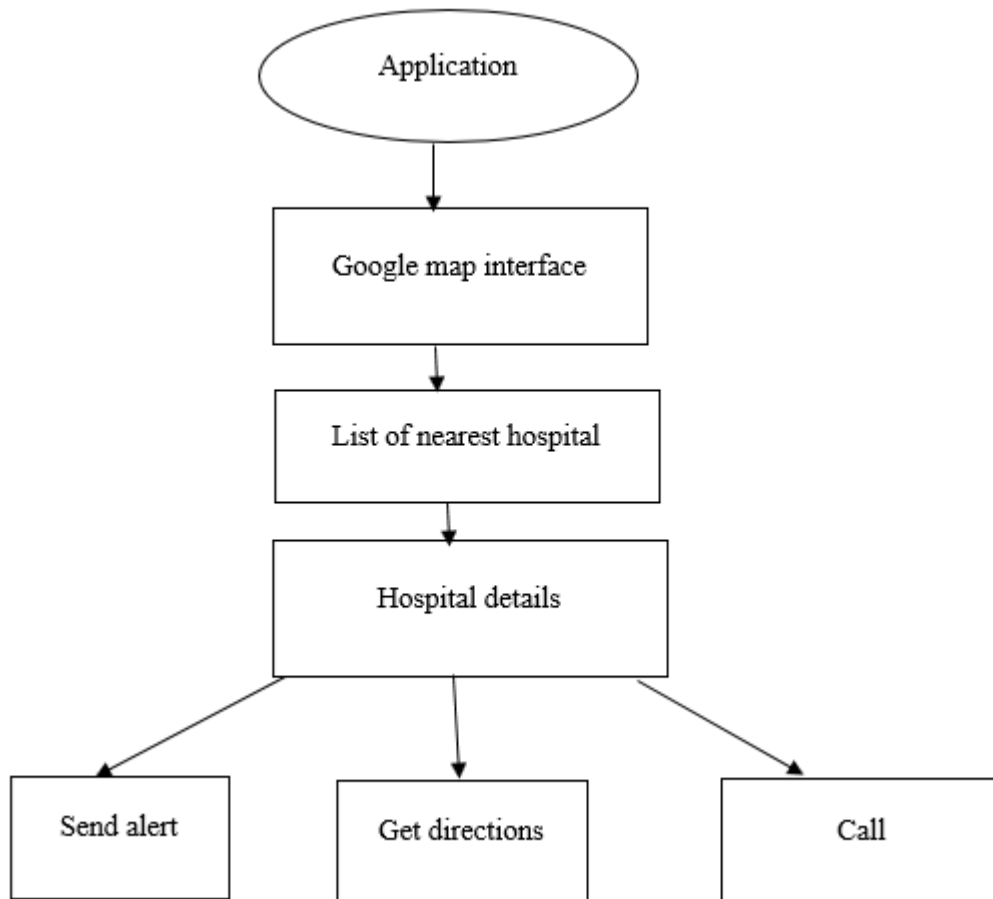 Application
Google map interface
List of nearest hospital
Hospital details
Send alert
Get directions
Call